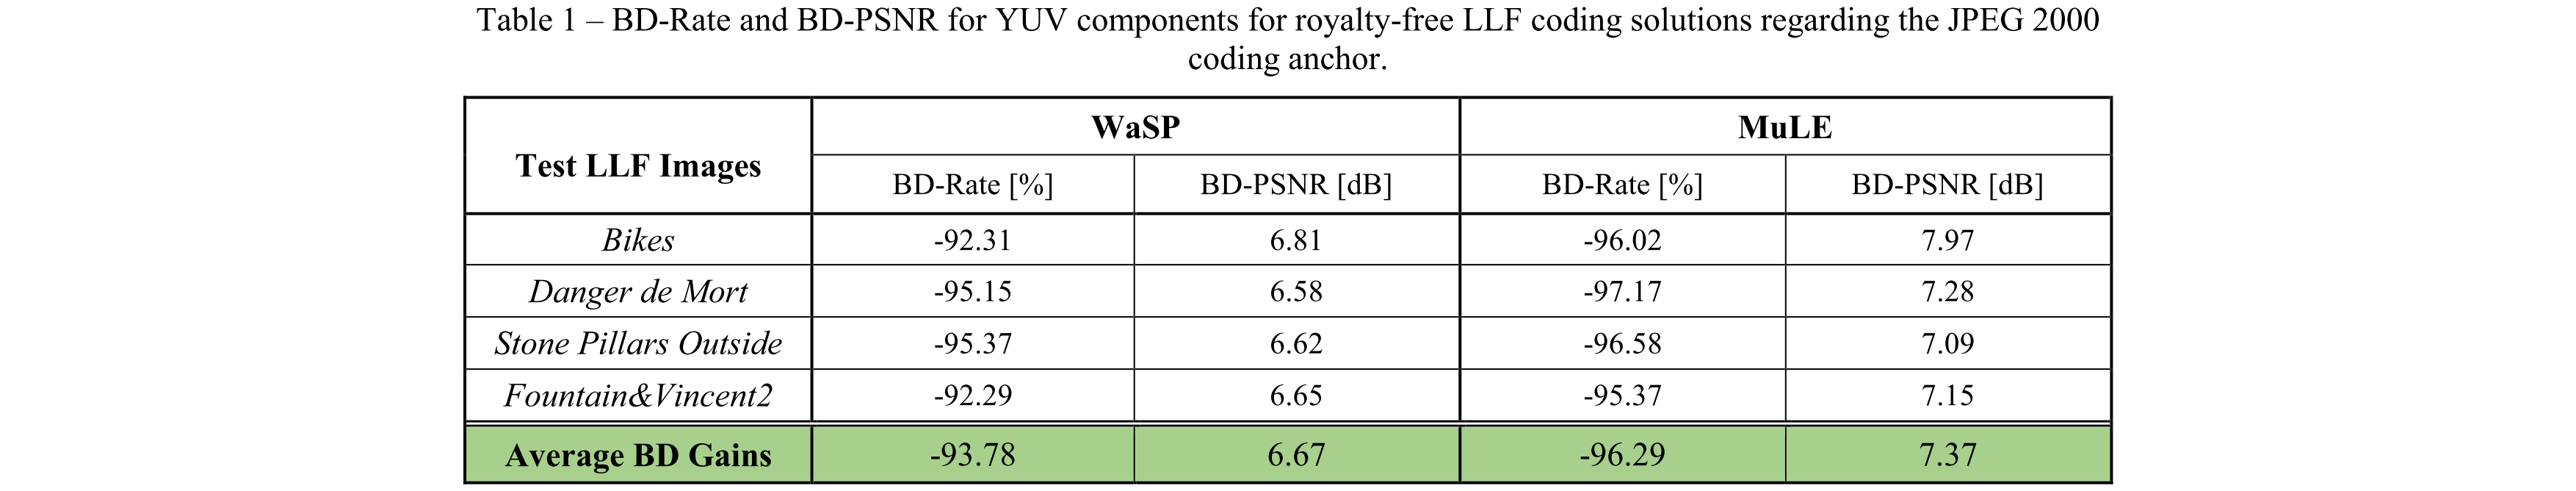 Table 1 – BD-Rate and BD-PSNR for YUV components for royalty-free LLF coding solutions regarding the JPEG 2000
coding anchor.
Test LLF Images WaSP MuLE
BD-Rate [%] BD-PSNR [dB] BD-Rate [%] BD-PSNR [dB]
Bikes -92.31 6.81 -96.02 7.97
Danger de Mort -95.15 6.58 -97.17 7.28
Stone Pillars Outside -95.37 6.62 -96.58 7.09
Fountain&Vincent2 -92.29 6.65 -95.37 7.15
Average BD Gains -93.78 6.67 -96.29 7.37